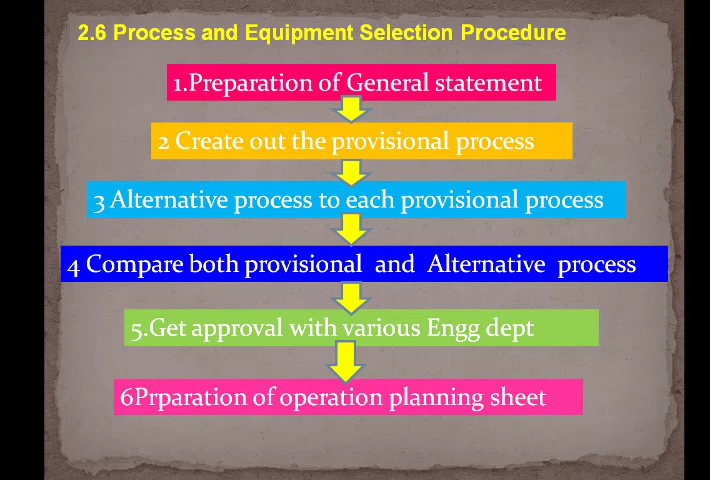 2.6 Process and Equipment Selection Procedure
1.Preparation of General statement
2 Create out the provisional process
3 Alternative process to each provisional process
4 Compare both provisional and Alternative process
5.Get approval with various Engg dept
6Prparation of operation planning sheet